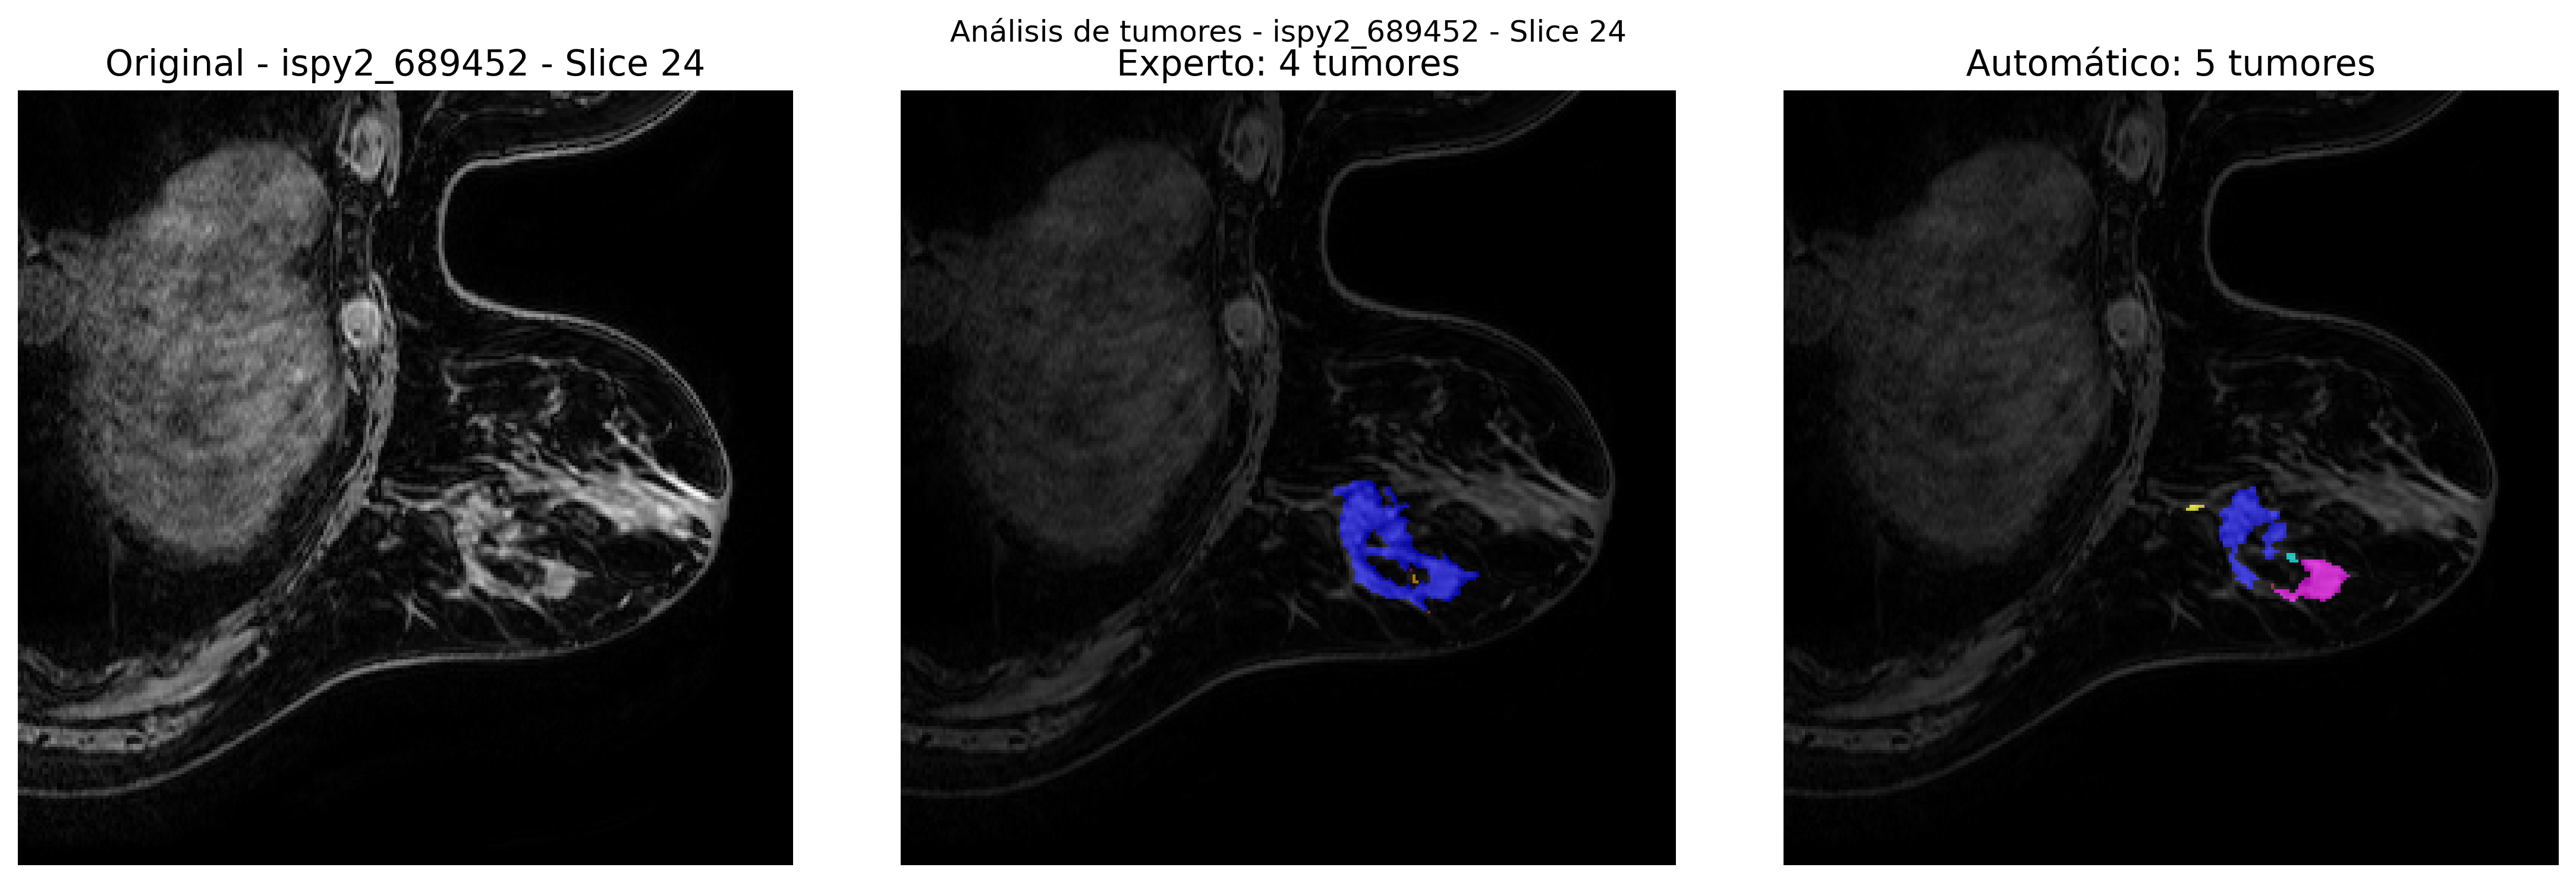 Análisis de tumores - ispy2_689452 - Slice 24
Original - ispy2_689452 - Slice 24
Experto: 4 tumores
Automático: 5 tumores